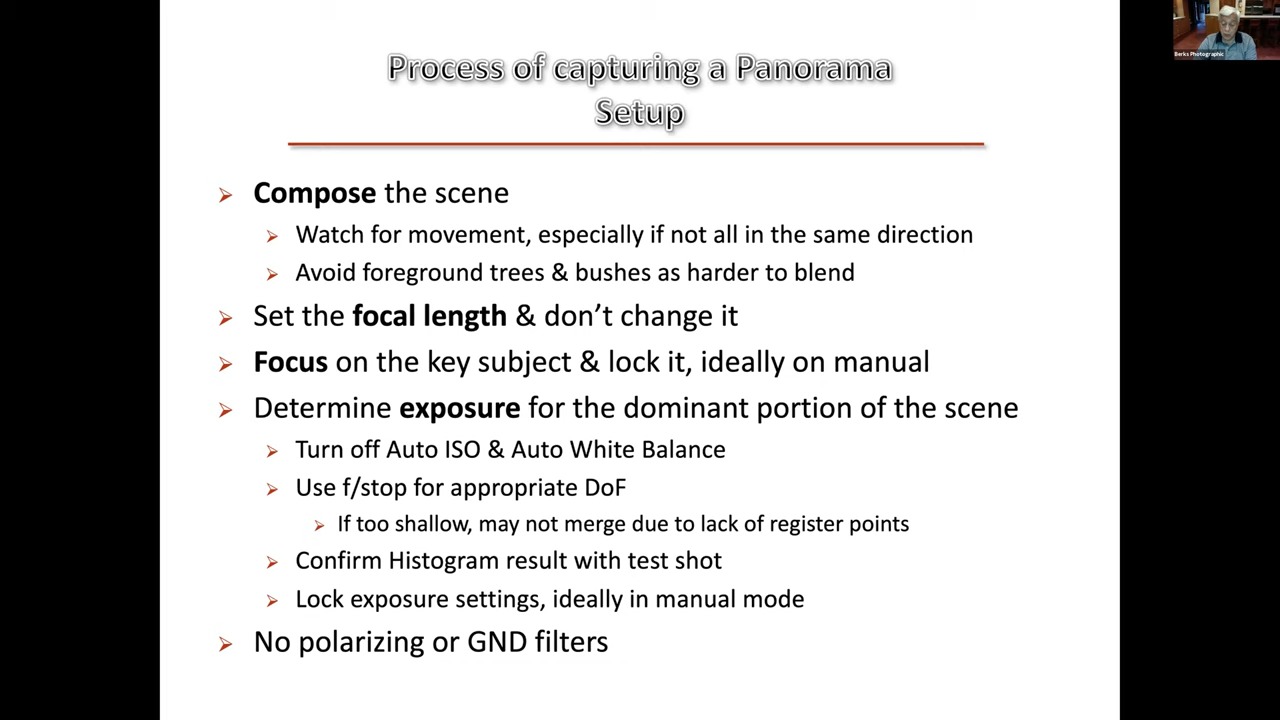 Process of capturing a Panorama
Setup
Compose the scene
Watch for movement, especially if not all in the same direction
Avoid foreground trees & bushes as harder to blend
Set the focal length & don’t change it
Focus on the key subject & lock it, ideally on manual
Determine exposure for the dominant portion of the scene
Turn off Auto ISO & Auto White Balance
Use f/stop for appropriate DoF
If too shallow, may not merge due to lack of register points
Confirm Histogram result with test shot
Lock exposure settings, ideally in manual mode
No polarizing or GND filters
Berks Photographic